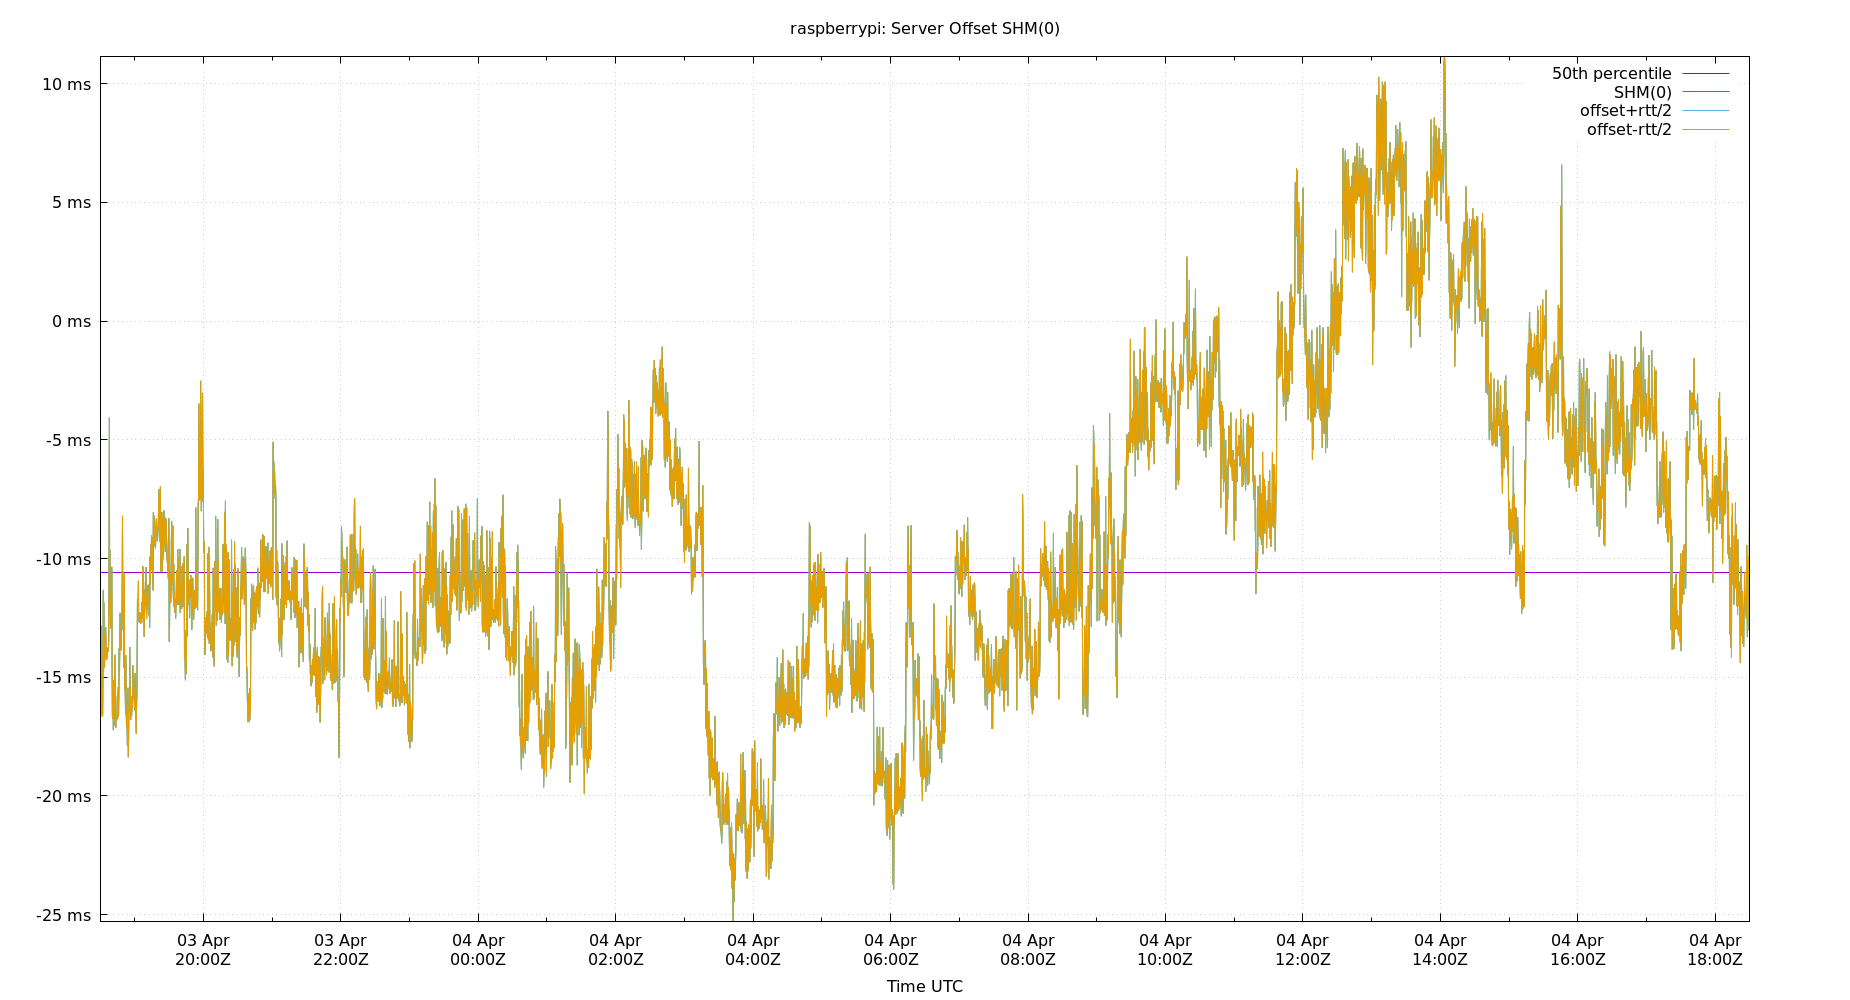 raspberrypi: Server Offset SHM(0)
50th percentile
SHM(0)
offset+rtt/2
offset-rtt/2
10 ms
5 ms
0 ms
-5 ms
-10 ms
-15 ms
-20 ms
-25 ms
03 Apr 03 Apr 04 Apr 04 Apr 04 Apr 04 Apr 04 Apr 04 Apr 04 Apr 04 Apr 04 Apr 04 Apr
20:00Z 22:00Z 00:00Z 02:00Z 04:00Z 06:00Z 08:00Z 10:00Z 12:00Z 14:00Z 16:00Z 18:00Z
Time UTC